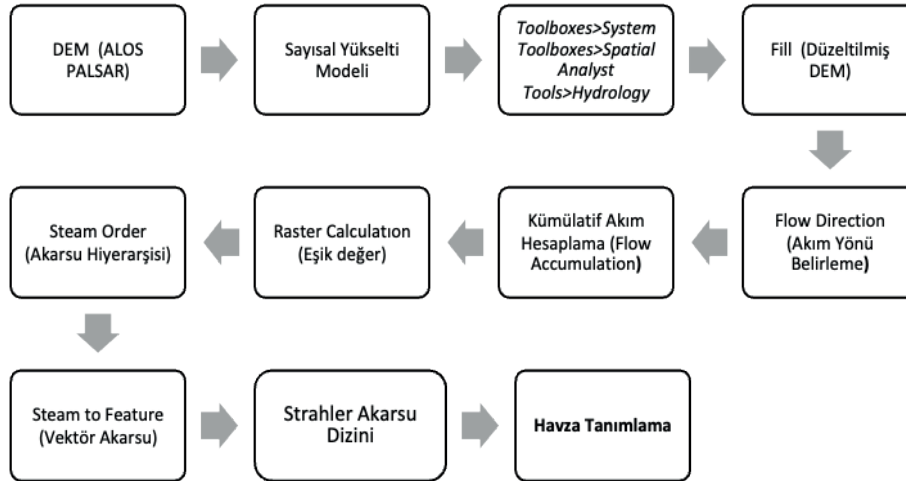 DEM (ALOS
PALSAR)
Sayısal Yükselti
Modeli
Toolboxes>System
Toolboxes>Spatial
Analyst
Tools>Hydrology
Fill (Düzeltilmiş
DEM)
Flow Direction
(Akım Yönü
Belirleme)
Kümülatif Akım
Hesaplama (Flow
Accumulation)
Raster Calculatıon
(Eşik değer)
Steam Order
(Akarsu Hiyerarşisi)
Steam to Feature
(Vektör Akarsu)
Strahler Akarsu
Dizini
Havza Tanımlama